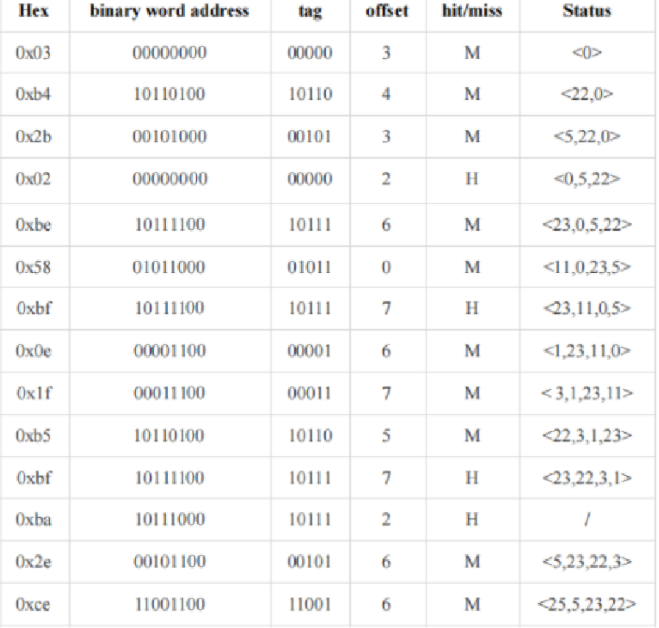 Hex binary word address tag offset hit/miss Status
0x03 00000000 00000 3 M <0>
0xb4 10110100 10110 4 M <22,0>
0x2b 00101000 00101 3 M <5,22,0>
0x02 00000000 00000 2 H <0,5,22>
0xbe 10111100 10111 6 M <23,0,5,22>
0x58 01011000 01011 0 M <11,0,23,5>
0xbf 10111100 10111 7 H <23,11,0,5>
0x0e 00001100 00001 6 M <1,23,11,0>
0x1f 00011100 00011 7 M < 3,1,23,11>
0xb5 10110100 10110 5 M <22,3,1,23>
0xbf 10111100 10111 7 H <23,22,3,1>
0xba 10111000 10111 2 H /
0x2e 00101100 00101 6 M <5,23,22,3>
0xce 11001100 11001 6 M <25,5,23,22>